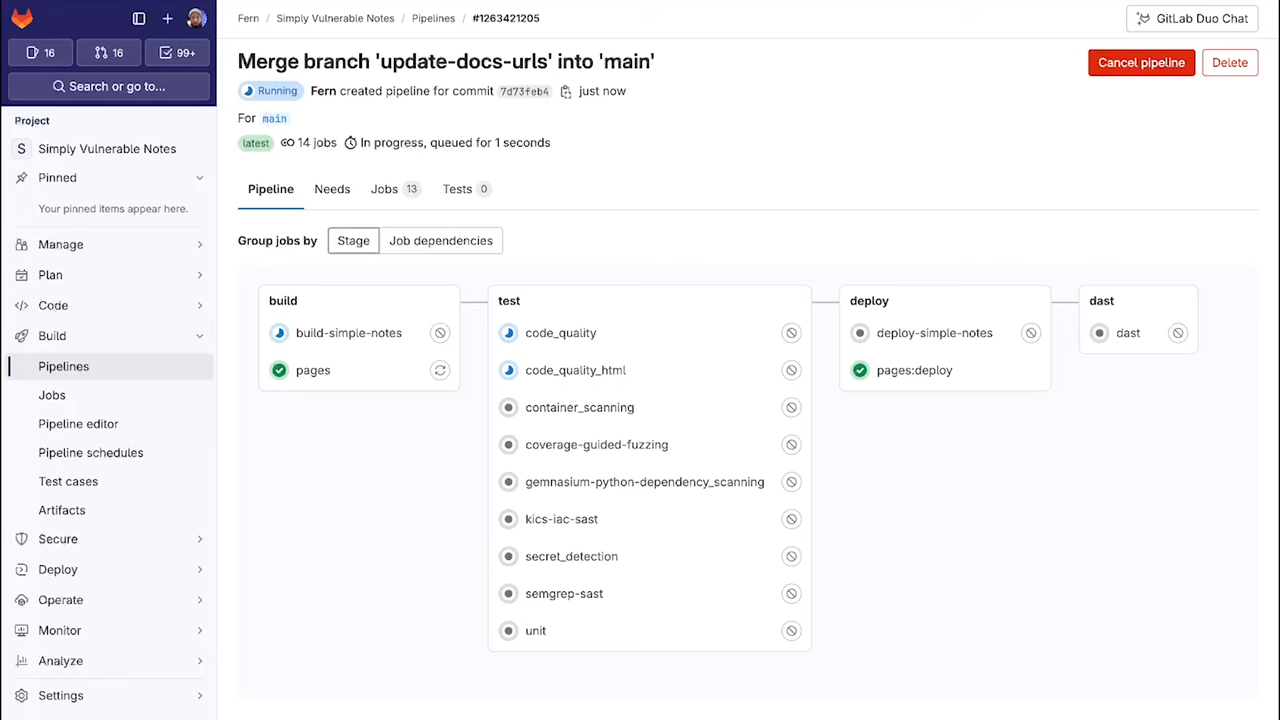 Fern / Simply Vulnerable Notes / Pipelines / #1263421205
GitLab Duo Chat
16
16
99+
Search or go to...
Project
S Simply Vulnerable Notes
Pinned
Your pinned items appear here.
Manage
Plan
Code
Build
Pipelines
Jobs
Pipeline editor
Pipeline schedules
Test cases
Artifacts
Secure
Deploy
Operate
Monitor
Analyze
Settings
Merge branch 'update-docs-urls' into 'main'
Cancel pipeline
Delete
Running Fern created pipeline for commit 7d73feb4 just now
For main
latest 14 jobs In progress, queued for 1 seconds
Pipeline Needs Jobs 13 Tests 0
Group jobs by Stage Job dependencies
build
build-simple-notes
pages
test
code_quality
code_quality_html
container_scanning
coverage-guided-fuzzing
gemnasium-python-dependency_scanning
kics-iac-sast
secret_detection
semgrep-sast
unit
deploy
deploy-simple-notes
pages:deploy
dast
dast